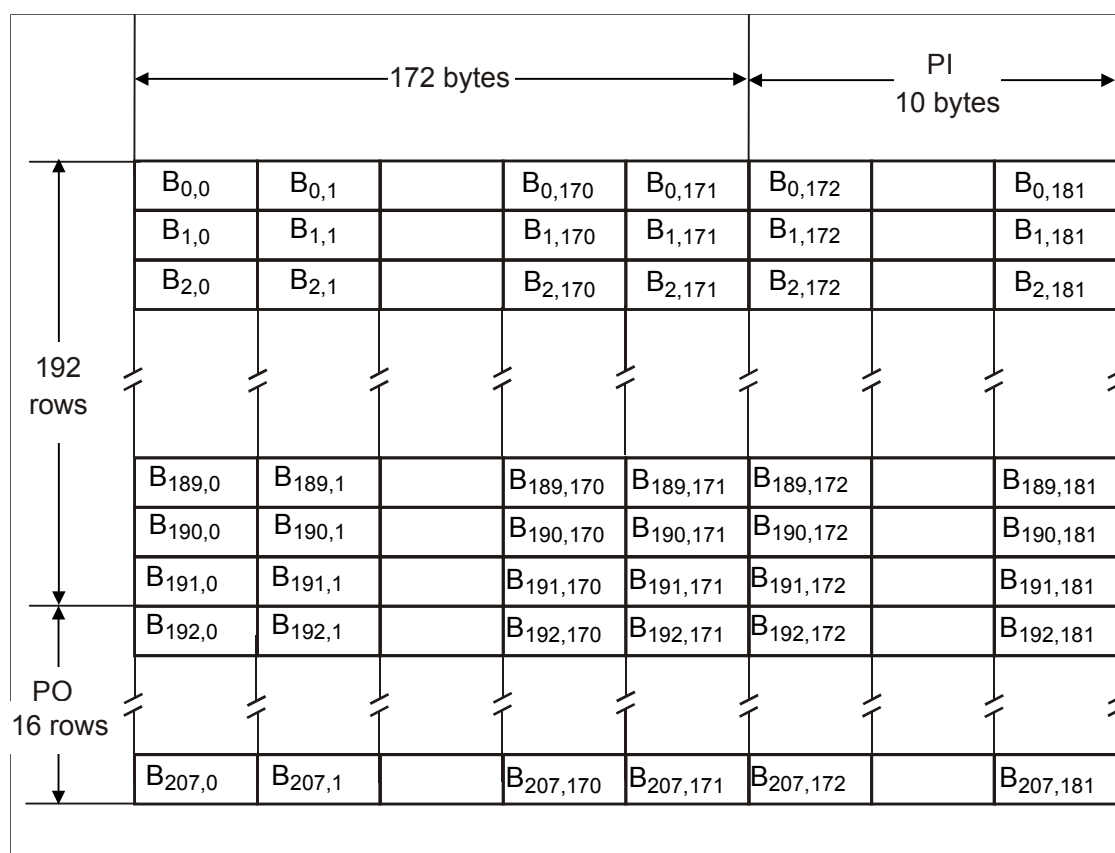 172 bytes PI
10 bytes
B0,0 B0,1 B0,170 B0,171 B0,172 B0,181
B1,0 B1,1 B1,170 B1,171 B1,172 B1,181
B2,0 B2,1 B2,170 B2,171 B2,172 B2,181
192
rows
B189,0 B189,1 B189,170 B189,171 B189,172 B189,181
B190,0 B190,1 B190,170 B190,171 B190,172 B190,181
B191,0 B191,1 B191,170 B191,171 B191,172 B191,181
B192,0 B192,1 B192,170 B192,171 B192,172 B192,181
PO
16 rows
B207,0 B207,1 B207,170 B207,171 B207,172 B207,181